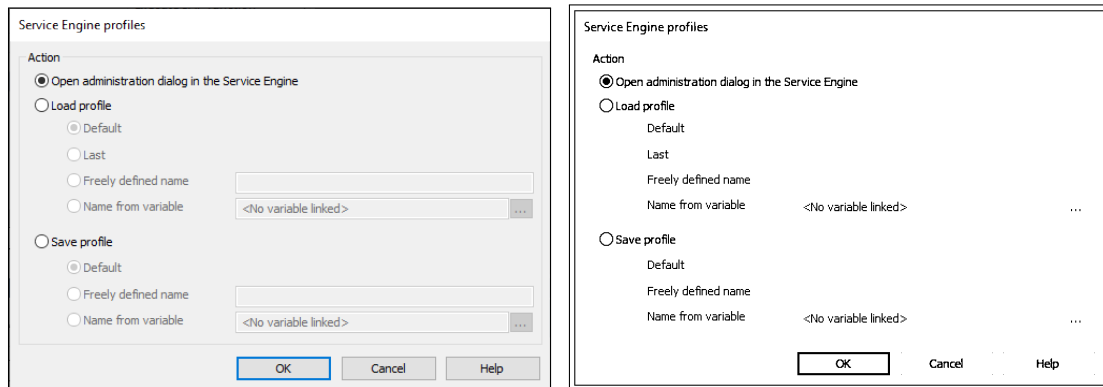 Service Engine profiles
Action
Open administration dialog in the Service Engine
Load profile
Default
Last
Freely defined name
Name from variable <No variable linked> ...
Save profile
Default
Freely defined name
Name from variable <No variable linked> ...
OK Cancel Help
Service Engine profiles
Action
Open administration dialog in the Service Engine
Load profile
Default
Last
Freely defined name
Name from variable <No variable linked> ...
Save profile
Default
Freely defined name
Name from variable <No variable linked> ...
OK Cancel Help